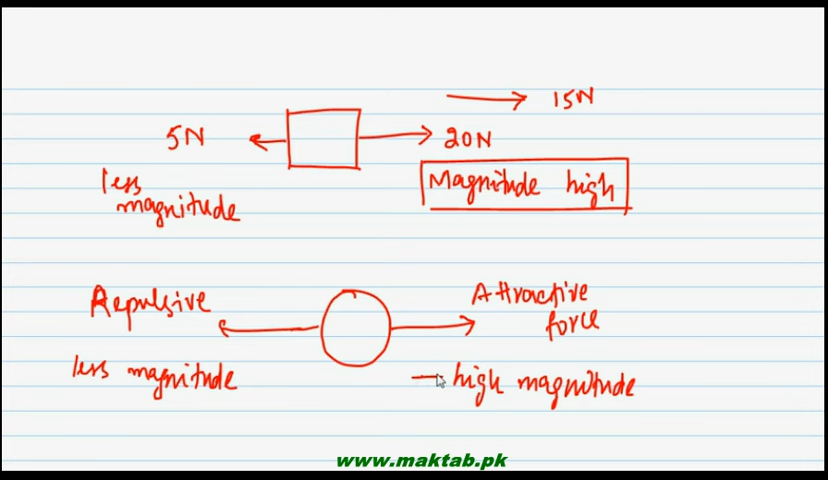 15N
5N
20N
less
magnitude
Magnitude high
Repulsive
Attractive
force
less magnitude
high magnitude
www.maktab.pk